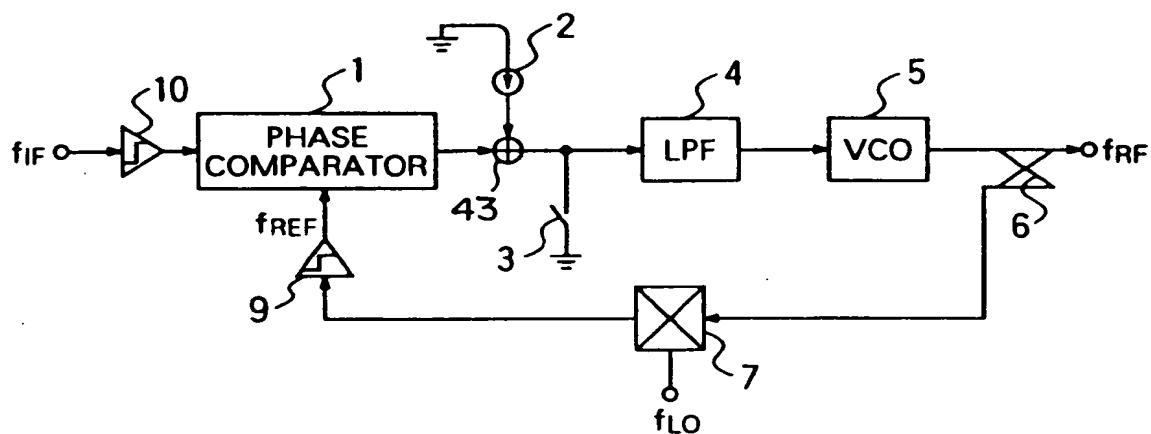 2
10
1
4
5
fIF
PHASE
COMPARATOR
LPF
VCO
fRF
43
6
fREF
3
9
7
fLO